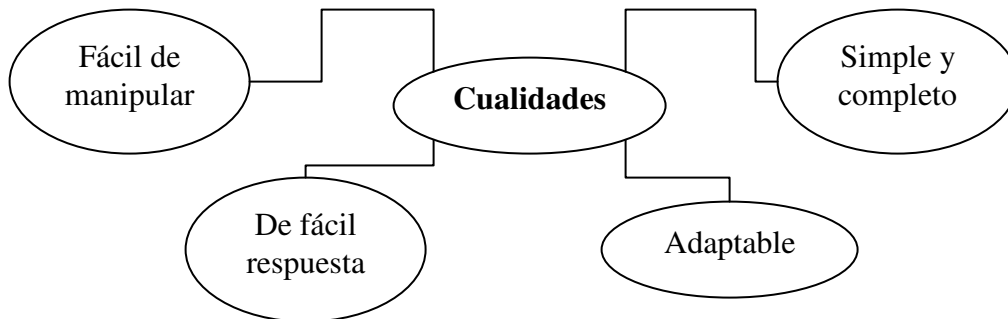 Fácil de
manipular
Cualidades
Simple y
completo
De fácil
respuesta
Adaptable